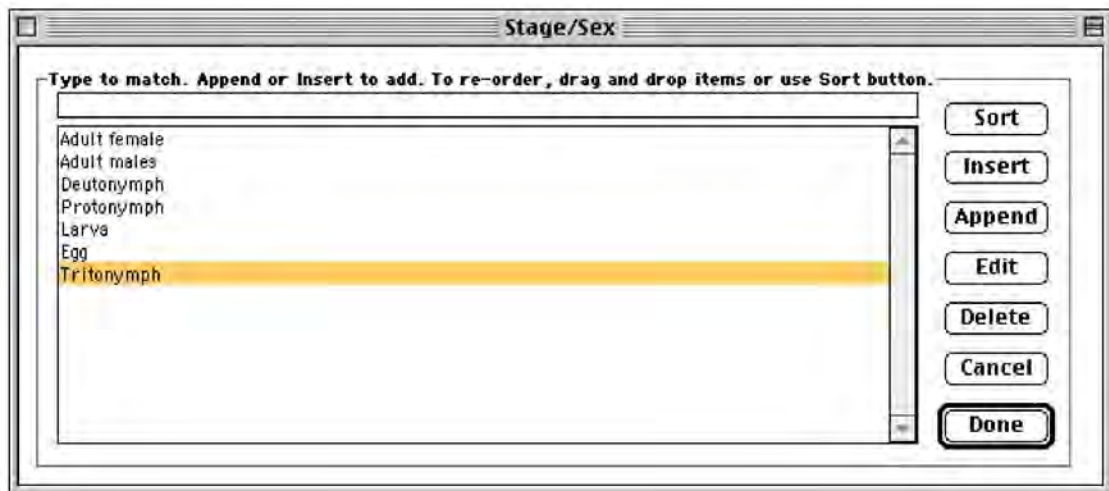 Stage/Sex
Type to match. Append or Insert to add. To re-order, drag and drop items or use Sort button.
Adult female
Adult males
Deutonymph
Protonymph
Larva
Egg
Tritonymph
Sort
Insert
Append
Edit
Delete
Cancel
Done